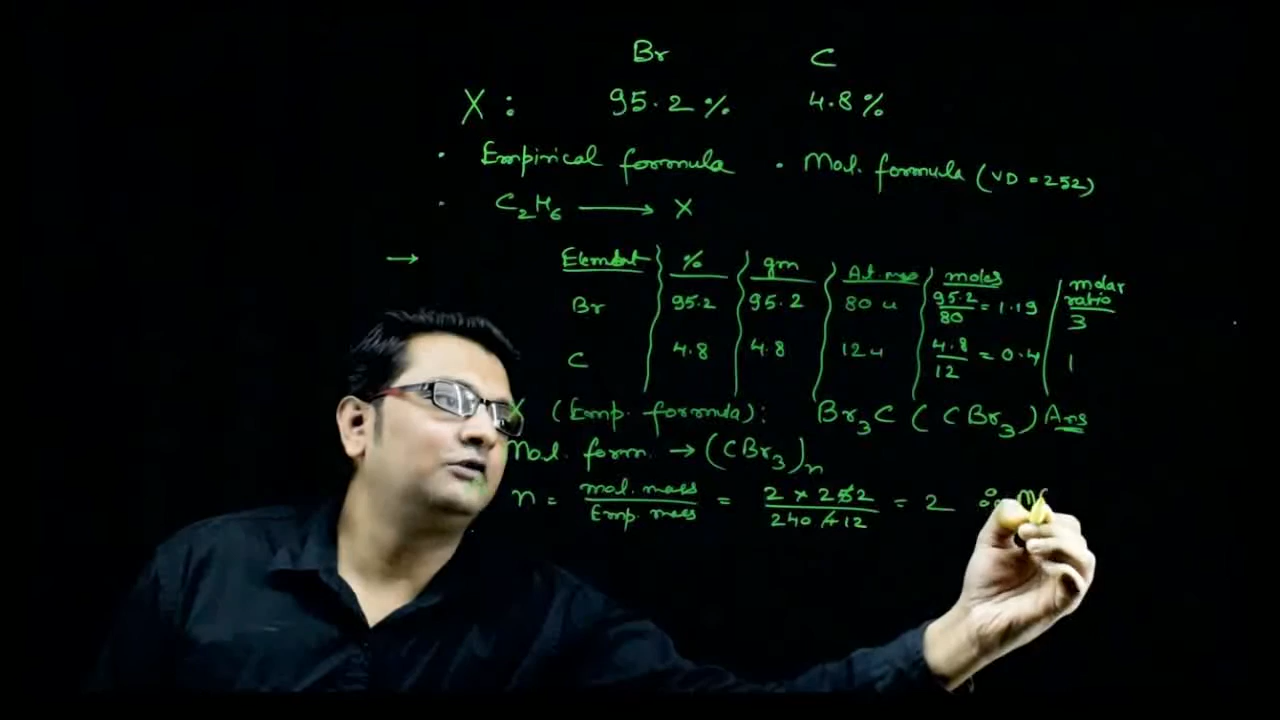 Br C
X : 95.2 % 4.8 %
· Empirical formula · Mol. formula (VD = 252)
· C₂H₆ ⟶ X
→ Element % gm At. mass moles molar ratio
Br 95.2 95.2 80 u 95.2/80 = 1.19 3
C 4.8 4.8 12 u 4.8/12 = 0.4 1
X (Emp. formula) : Br₃C (CBr₃) Ans
Mol. form. → (CBr₃)ₙ
n = mol. mass/Emp. mass = 2 × 252/240 + 12 = 2 ∴